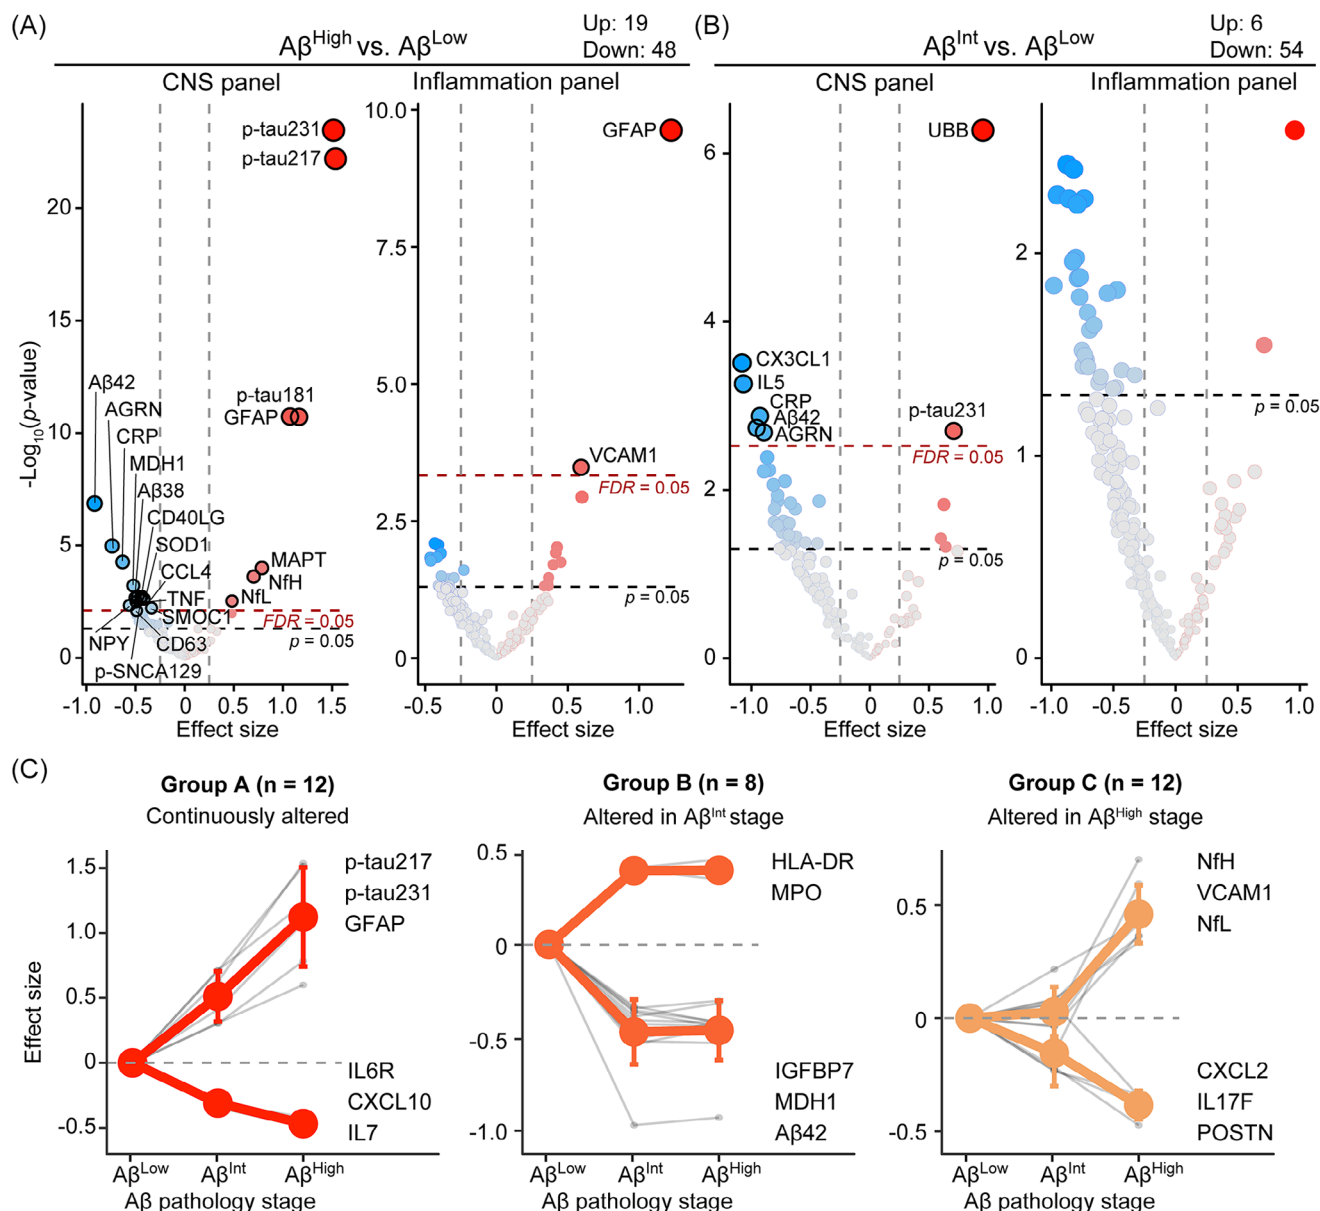 (A)
Aβ^High vs. Aβ^Low
Up: 19
Down: 48
CNS panel
Inflammation panel
-Log10(p-value)
20
15
10
5
0
p-tau231
p-tau217
p-tau181
GFAP
Aβ42
AGRN
CRP
MDH1
Aβ38
CD40LG
SOD1
CCL4
TNF
SMOC1
CD63
NPY
p-SNCA129
MAPT
NfH
NfL
FDR = 0.05
p = 0.05
-1.0
-0.5
0
0.5
1.0
1.5
Effect size
10.0
7.5
5.0
2.5
0
GFAP
VCAM1
FDR = 0.05
p = 0.05
-0.5
0
0.5
1.0
Effect size
(B)
Aβ^Int vs. Aβ^Low
Up: 6
Down: 54
CNS panel
Inflammation panel
6
4
2
0
UBB
CX3CL1
IL5
CRP
Aβ42
AGRN
p-tau231
FDR = 0.05
p = 0.05
-1.0
-0.5
0
0.5
1.0
Effect size
2
1
0
p = 0.05
-1.0
-0.5
0
0.5
1.0
Effect size
(C)
Group A (n = 12)
Continuously altered
Effect size
1.5
1.0
0.5
0
-0.5
p-tau217
p-tau231
GFAP
IL6R
CXCL10
IL7
Aβ^Low
Aβ^Int
Aβ^High
Aβ pathology stage
Group B (n = 8)
Altered in Aβ^Int stage
0.5
0
-0.5
-1.0
HLA-DR
MPO
IGFBP7
MDH1
Aβ42
Aβ^Low
Aβ^Int
Aβ^High
Aβ pathology stage
Group C (n = 12)
Altered in Aβ^High stage
0.5
0
-0.5
NfH
VCAM1
NfL
CXCL2
IL17F
POSTN
Aβ^Low
Aβ^Int
Aβ^High
Aβ pathology stage